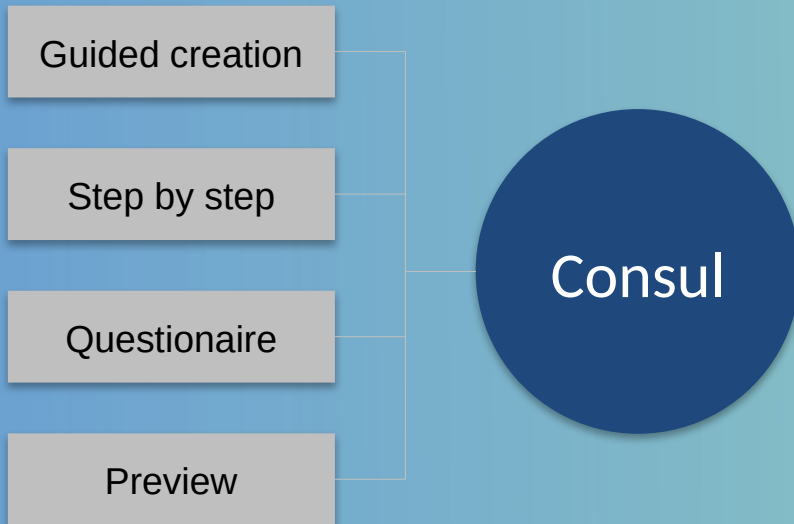 Guided creation
Step by step
Questionaire
Preview
Consul